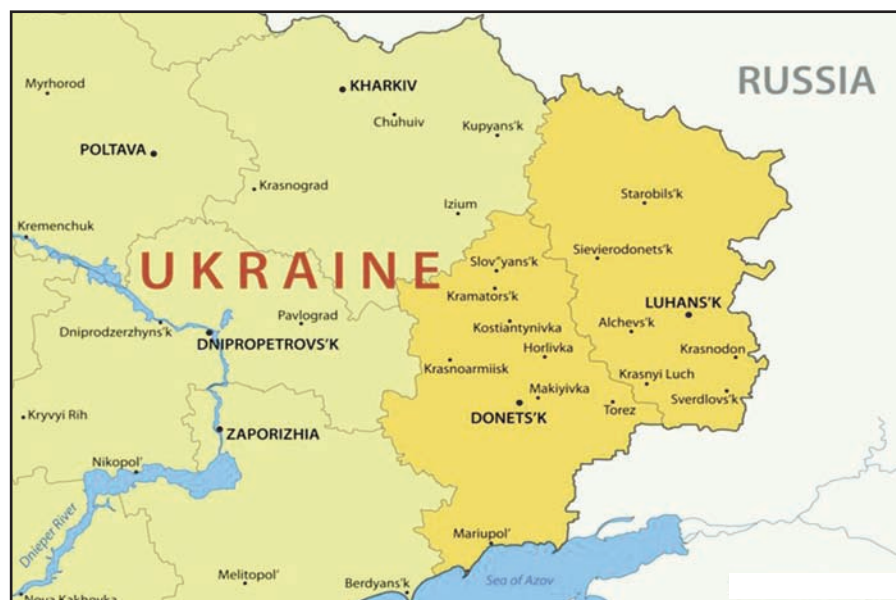 RUSSIA
Myrhorod
KHARKIV
Chuhuiv
Kupyans'k
POLTAVA
Krasnograd
Starobils'k
Izium
Kremenchuk
UKRAINE
Slov"yans'k
Sievierodonets'k
Kramators'k
LUHANS'K
Pavlograd
Kostiantynivka
Alchevs'k
Dniprodzerzhyns'k
DNIPROPETROVS'K
Horlivka
Krasnodon
Krasnoarmiisk
Krasnyi Luch
Makiyivka
Sverdlovs'k
Kryvyi Rih
DONETS'K
Torez
ZAPORIZHIA
Nikopol'
Dnieper River
Mariupol'
Melitopol'
Berdyans'k
Sea of Azov
Nova Kakhovka